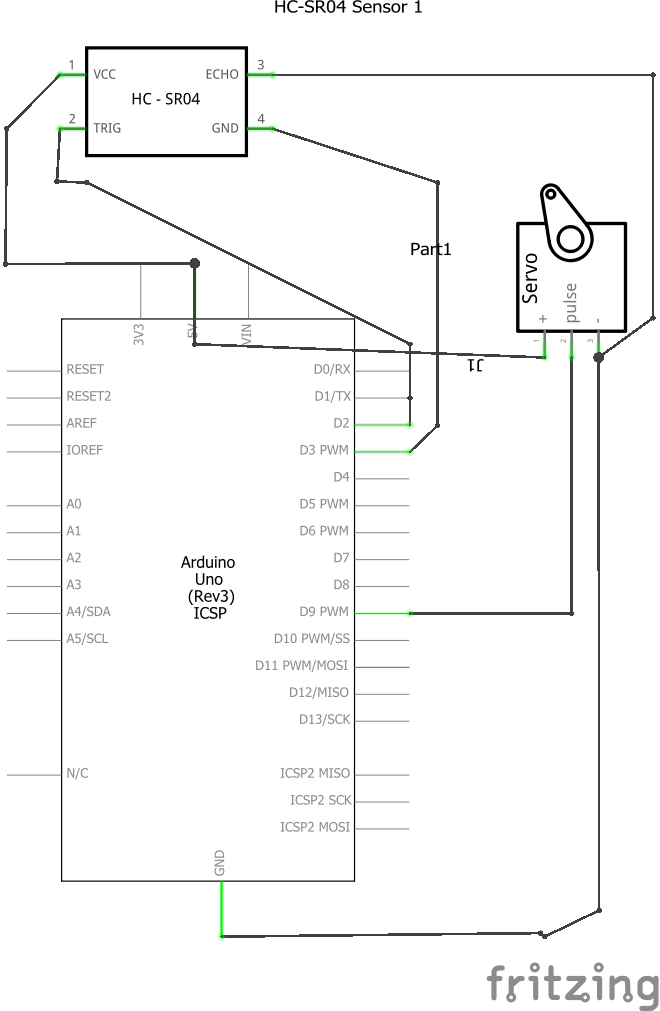 HC-SR04 Sensor 1
1
VCC
ECHO
3
HC - SR04
2
TRIG
GND
4
Part1
Servo
+
pulse
-
1
2
3
J1
3V3
5V
VIN
RESET
D0/RX
RESET2
D1/TX
AREF
D2
IOREF
D3 PWM
D4
A0
D5 PWM
A1
D6 PWM
A2
D7
A3
D8
Arduino
Uno
(Rev3)
ICSP
A4/SDA
D9 PWM
A5/SCL
D10 PWM/SS
D11 PWM/MOSI
D12/MISO
D13/SCK
N/C
ICSP2 MISO
ICSP2 SCK
ICSP2 MOSI
GND
fritzing